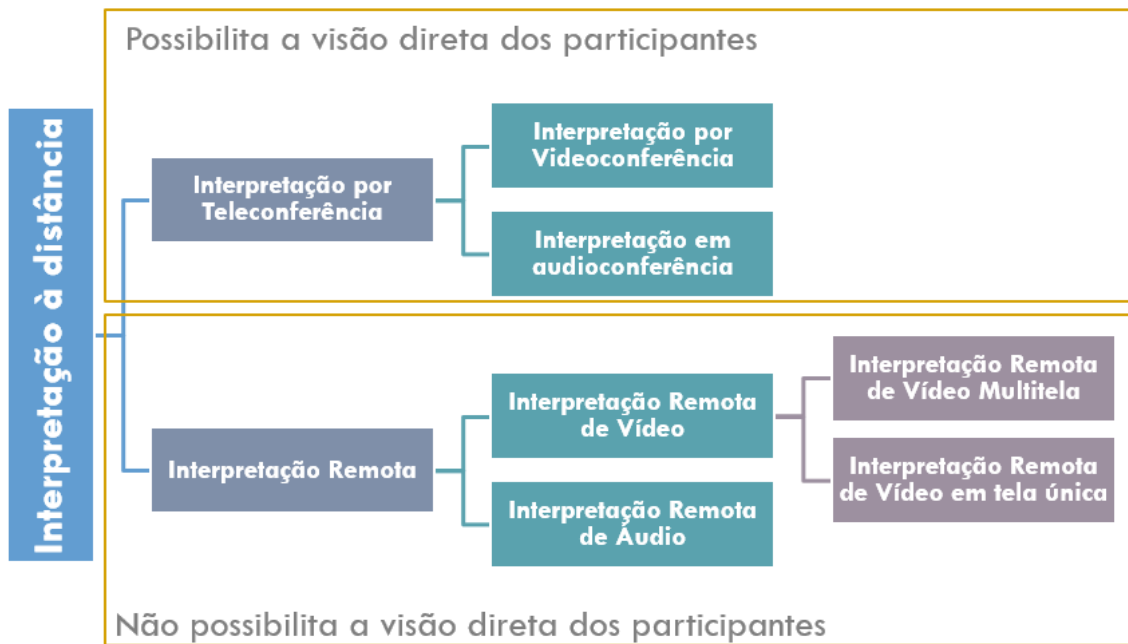 Possibilita a visão direta dos participantes
Interpretação à distância
Interpretação por
Teleconferência
Interpretação por
Videoconferência
Interpretação em
audioconferência
Interpretação Remota
Interpretação Remota
de Vídeo
Interpretação Remota
de Áudio
Interpretação Remota
de Vídeo Multitela
Interpretação Remota
de Vídeo em tela única
Não possibilita a visão direta dos participantes